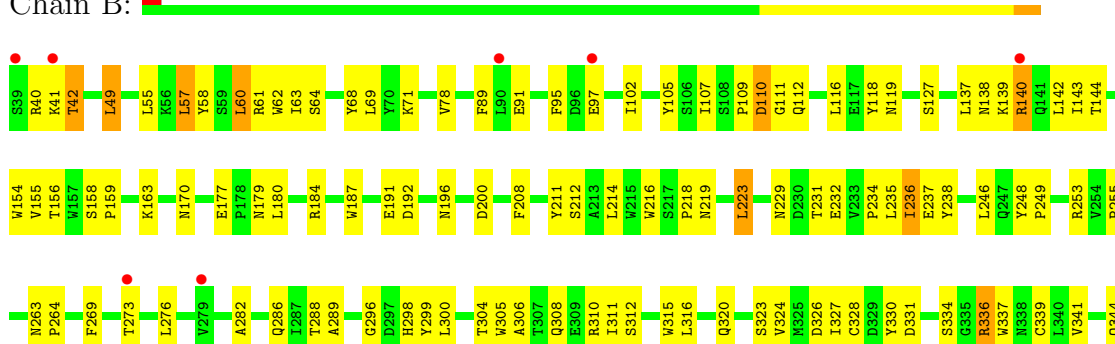 Chain B:
S39 R40 K41 T42 L49 L55 K56 L57 Y58 S59 L60 R61 W62 I63 S64 Y68 L69 Y70 K71 V78 F89 L90 E91 F95 D96 E97 I102 Y105 S106 I107 S108 P109 D110 G111 Q112 L116 E117 Y118 N119 S127 L137 N138 K139 R140 Q141 L142 I143 T144
W154 V155 T156 W157 S158 P159 K163 N170 E177 P178 N179 L180 R184 W187 E191 D192 N196 D200 F208 Y211 S212 A213 L214 W215 W216 S217 P218 N219 L223 N229 D230 T231 E232 V233 P234 L235 I236 E237 Y238 L246 Q247 Y248 P249 R253 V254
N263 P264 F269 T273 L276 V279 A282 Q286 I287 T288 A289 G296 D297 H298 Y299 L300 T304 W305 A306 T307 Q308 E309 R310 I311 S312 W315 L316 Q320 S323 V324 M325 D326 I327 C328 D329 Y330 D331 S334 G335 R336 W337 N338 C339 L340 V341